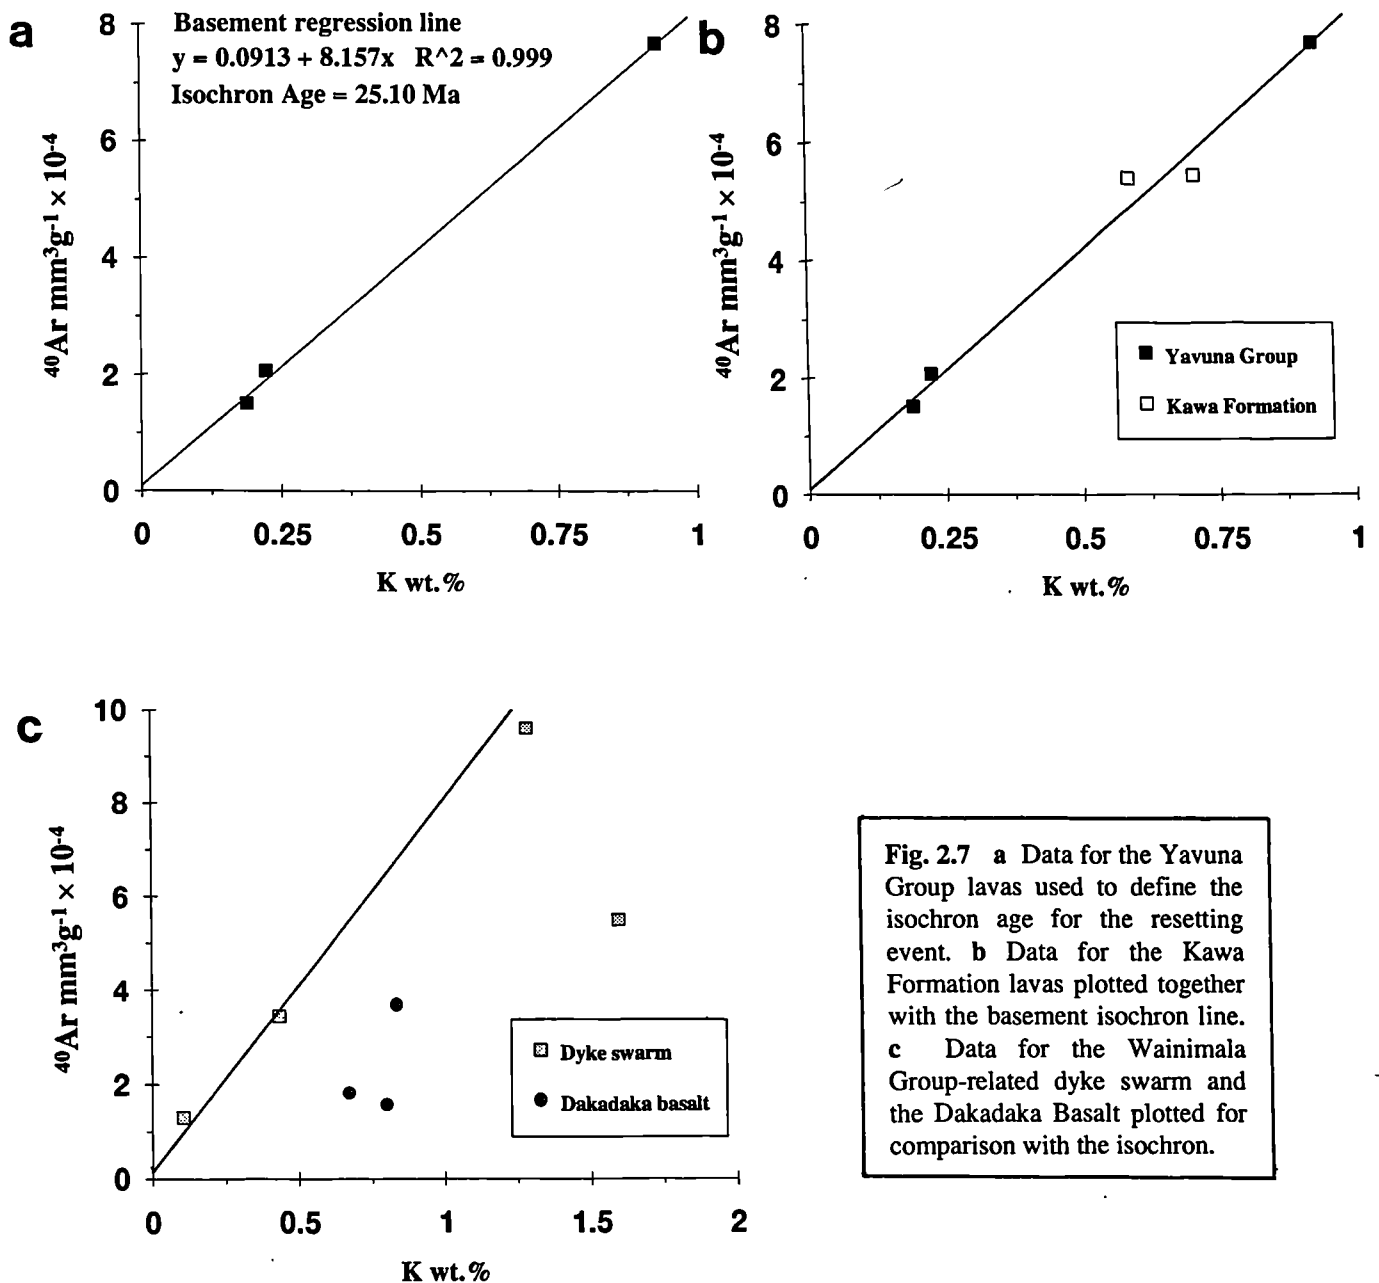 a
Basement regression line
y = 0.0913 + 8.157x R^2 = 0.999
Isochron Age = 25.10 Ma
⁴⁰Ar mm³g⁻¹ × 10⁻⁴
8
6
4
2
0
0 0.25 0.5 0.75 1
K wt.%
b
⁴⁰Ar mm³g⁻¹ × 10⁻⁴
8
6
4
2
0
Yavuna Group
Kawa Formation
0 0.25 0.5 0.75 1
K wt.%
c
⁴⁰Ar mm³g⁻¹ × 10⁻⁴
10
8
6
4
2
0
Dyke swarm
Dakadaka basalt
0 0.5 1 1.5 2
K wt.%
Fig. 2.7 a Data for the Yavuna
Group lavas used to define the
isochron age for the resetting
event. b Data for the Kawa
Formation lavas plotted together
with the basement isochron line.
c Data for the Wainimala
Group-related dyke swarm and
the Dakadaka Basalt plotted for
comparison with the isochron.